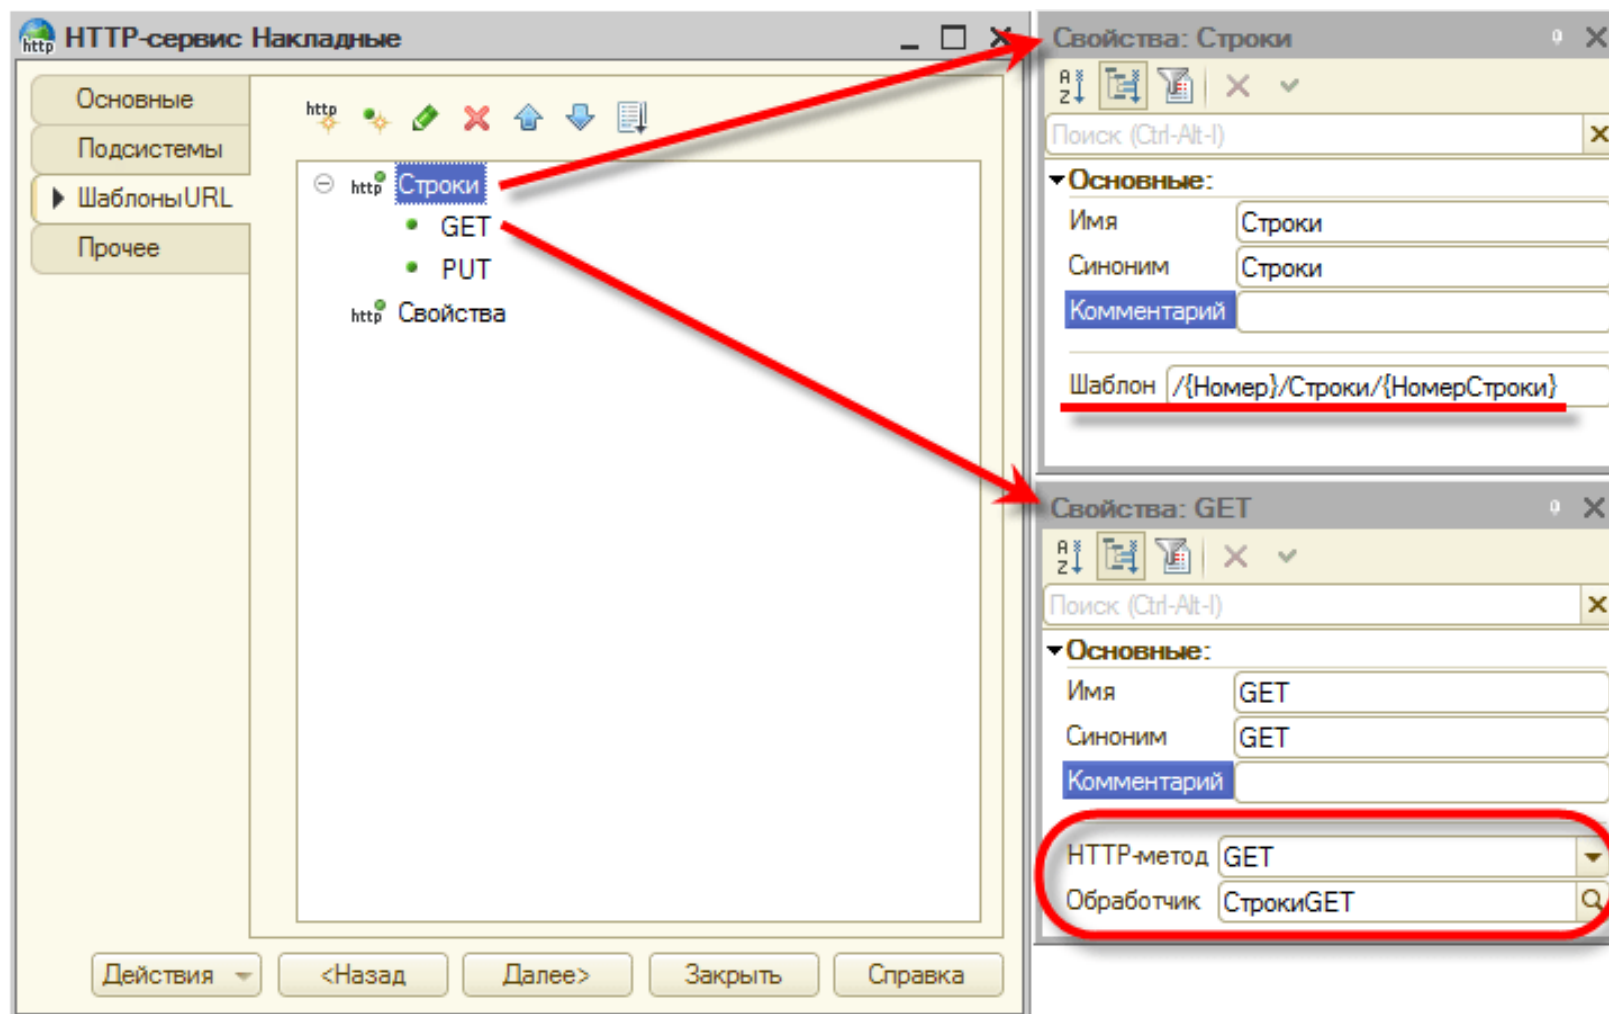 HTTP-сервис Накладные
Основные
Подсистемы
ШаблоныURL
Прочее
http
http Строки
GET
PUT
http Свойства
Действия
<Назад
Далее>
Закрыть
Справка
Свойства: Строки
Поиск (Ctrl-Alt-I)
Основные:
Имя Строки
Синоним Строки
Комментарий
Шаблон /{Номер}/Строки/{НомерСтроки}
Свойства: GET
Поиск (Ctrl-Alt-I)
Основные:
Имя GET
Синоним GET
Комментарий
HTTP-метод GET
Обработчик СтрокиGET